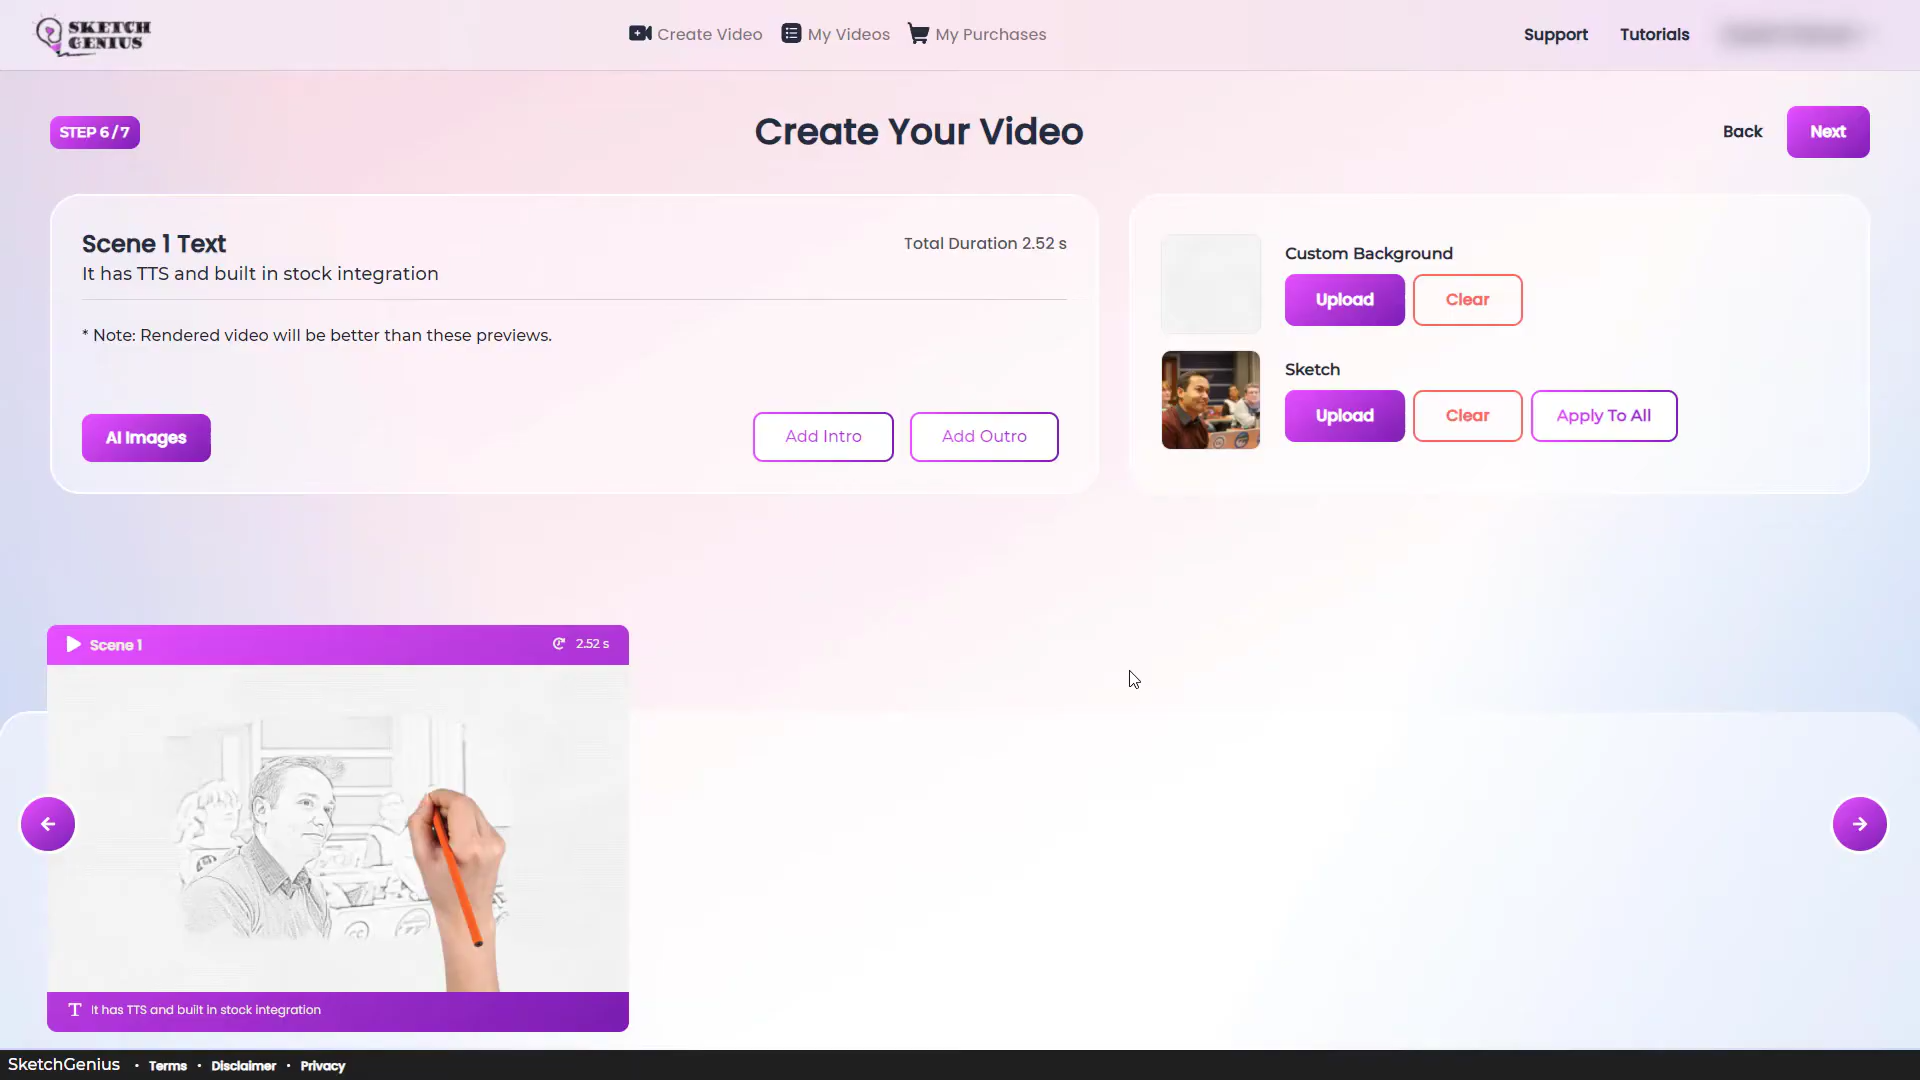 SKETCH
GENIUS
Create Video
My Videos
My Purchases
Support
Tutorials
STEP 6 / 7
Create Your Video
Back
Next
Scene 1 Text
Total Duration 2.52 s
It has TTS and built in stock integration
* Note: Rendered video will be better than these previews.
AI Images
Add Intro
Add Outro
Custom Background
Upload
Clear
Sketch
Upload
Clear
Apply To All
Scene 1
2.52 s
It has TTS and built in stock integration
SketchGenius • Terms • Disclaimer • Privacy